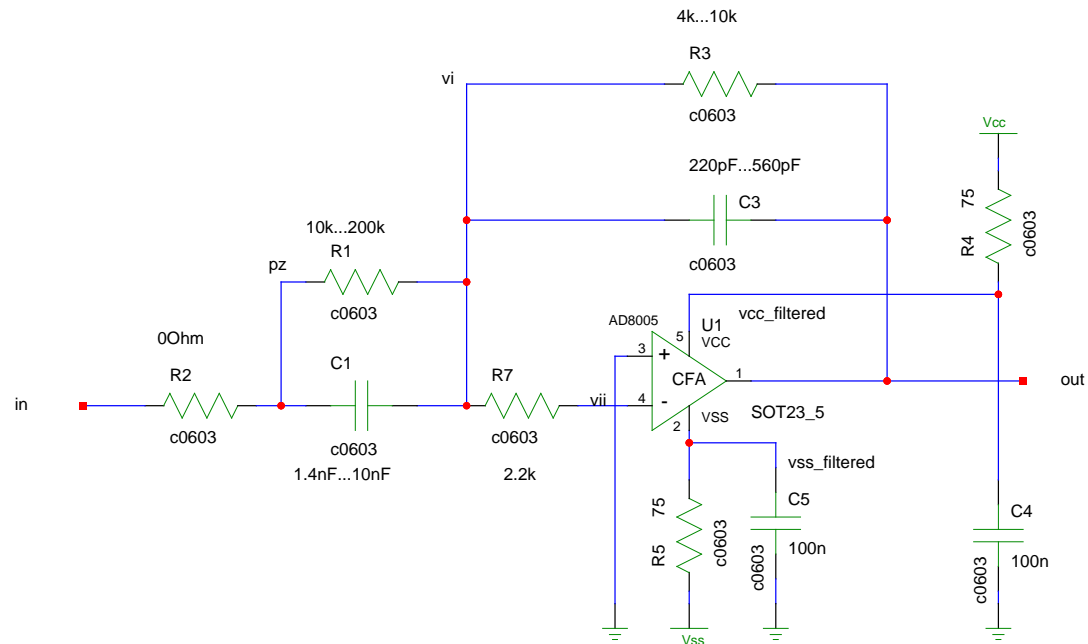 4k...10k
R3
vi
c0603
Vcc
220pF...560pF
C3
75
R4
c0603
10k...200k
R1
pz
c0603
c0603
AD8005
U1
vcc_filtered
5
VCC
0Ohm
3
+
C1
R2
R7
CFA
1
out
in
vii
4
-
VSS
SOT23_5
c0603
c0603
c0603
2
1.4nF...10nF
2.2k
vss_filtered
75
C5
C4
R5
c0603
c0603
100n
c0603
100n
Vss